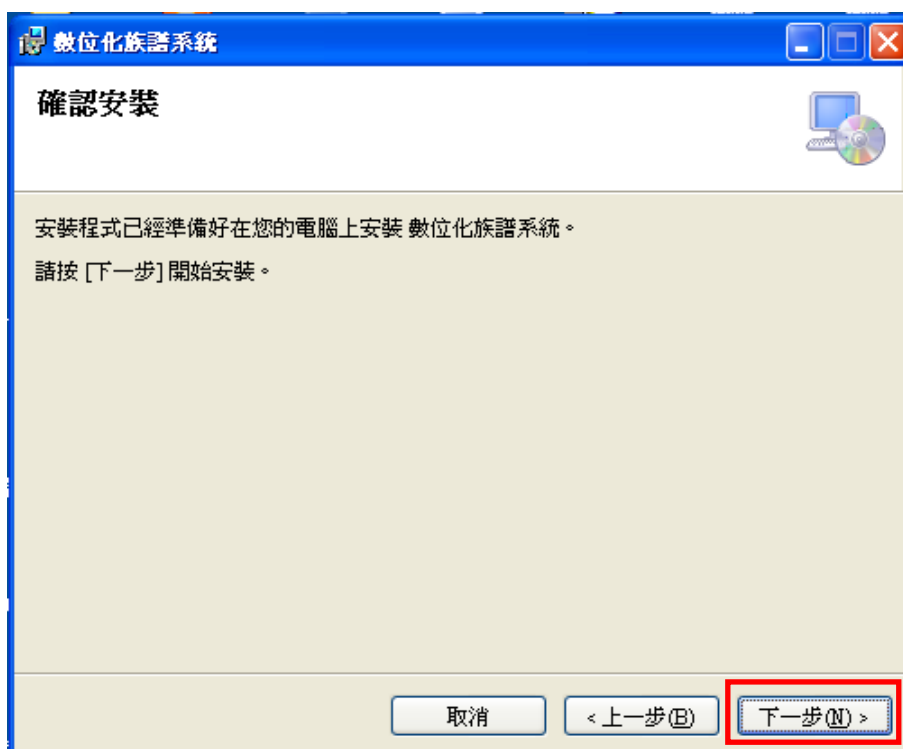 數位化族譜系統
確認安裝
安裝程式已經準備好在您的電腦上安裝 數位化族譜系統。
請按 [下一步] 開始安裝。
取消
< 上一步(B)
下一步(N) >